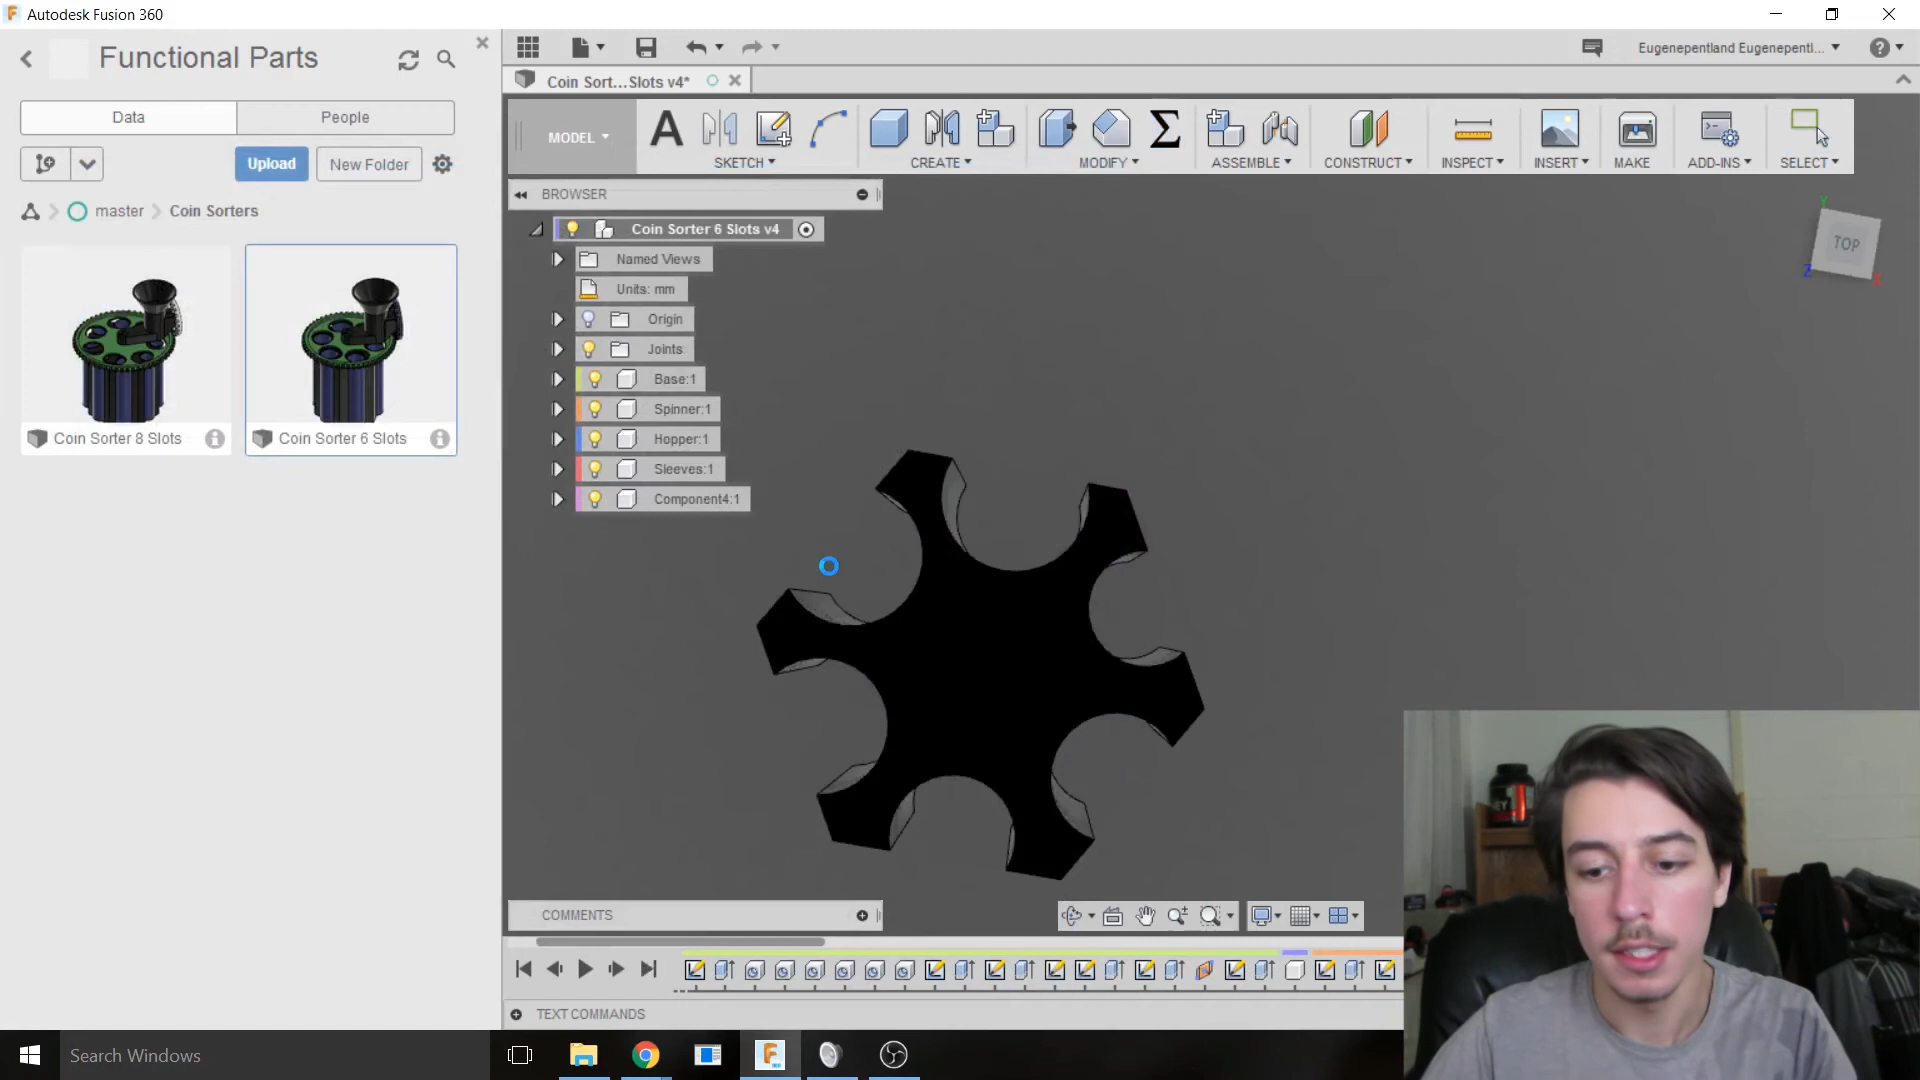 Autodesk Fusion 360
Functional Parts
Data
People
Upload
New Folder
master
Coin Sorters
Coin Sorter 8 Slots
Coin Sorter 6 Slots
Eugenepentland Eugenepentl...
Coin Sort...Slots v4*
MODEL
SKETCH
CREATE
MODIFY
ASSEMBLE
CONSTRUCT
INSPECT
INSERT
MAKE
ADD-INS
SELECT
BROWSER
Coin Sorter 6 Slots v4
Named Views
Units: mm
Origin
Joints
Base:1
Spinner:1
Hopper:1
Sleeves:1
Component4:1
Y
TOP
Z
X
COMMENTS
TEXT COMMANDS
Search Windows